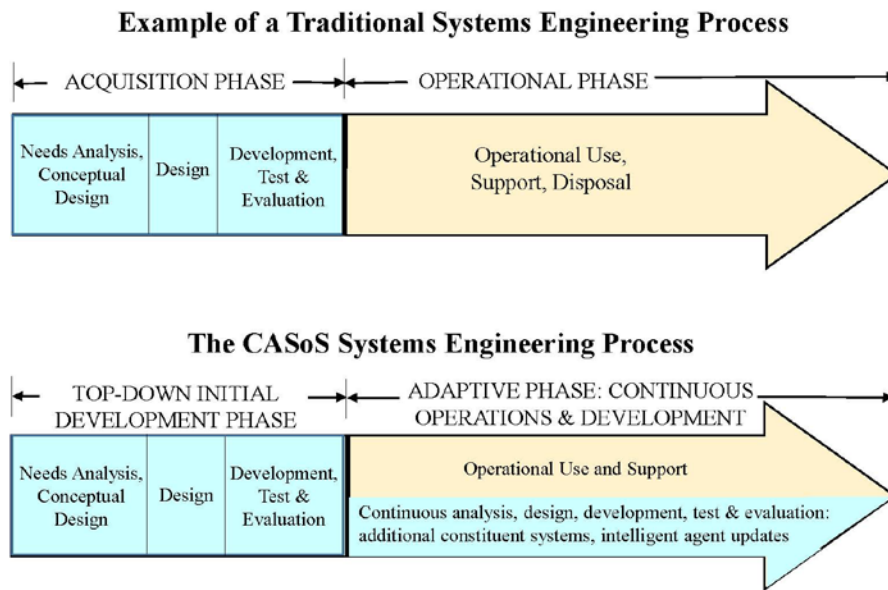 Example of a Traditional Systems Engineering Process
ACQUISITION PHASE
OPERATIONAL PHASE
Needs Analysis,
Conceptual
Design
Design
Development,
Test &
Evaluation
Operational Use,
Support, Disposal
The CASoS Systems Engineering Process
TOP-DOWN INITIAL
DEVELOPMENT PHASE
ADAPTIVE PHASE: CONTINUOUS
OPERATIONS & DEVELOPMENT
Needs Analysis,
Conceptual
Design
Design
Development,
Test &
Evaluation
Operational Use and Support
Continuous analysis, design, development, test & evaluation:
additional constituent systems, intelligent agent updates